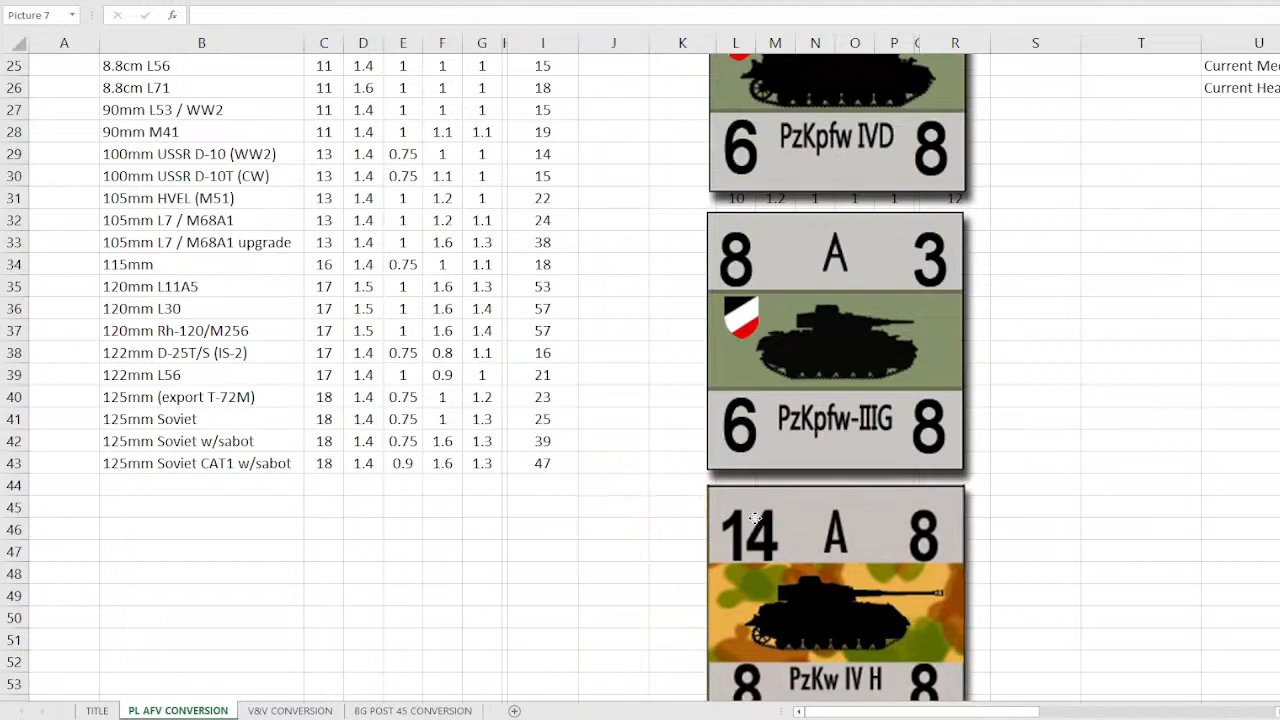 Picture 7 fx
A B C D E F G H I J K L M N O P Q R S T U
25 8.8cm L56 11 1.4 1 1 1 15 Current Med
26 8.8cm L71 11 1.6 1 1 1 18 Current Hea
27 90mm L53 / WW2 11 1.4 1 1 1 15
28 90mm M41 11 1.4 1 1.1 1.1 19
29 100mm USSR D-10 (WW2) 13 1.4 0.75 1 1 14
30 100mm USSR D-10T (CW) 13 1.4 0.75 1.1 1 15
31 105mm HVEL (M51) 13 1.4 1 1.2 1 22 10 1.2 1 1 1 12
32 105mm L7 / M68A1 13 1.4 1 1.2 1.1 24
33 105mm L7 / M68A1 upgrade 13 1.4 1 1.6 1.3 38
34 115mm 16 1.4 0.75 1 1.1 18
35 120mm L11A5 17 1.5 1 1.6 1.3 53
36 120mm L30 17 1.5 1 1.6 1.4 57
37 120mm Rh-120/M256 17 1.5 1 1.6 1.4 57
38 122mm D-25T/S (IS-2) 17 1.4 0.75 0.8 1.1 16
39 122mm L56 17 1.4 1 0.9 1 21
40 125mm (export T-72M) 18 1.4 0.75 1 1.2 23
41 125mm Soviet 18 1.4 0.75 1 1.3 25
42 125mm Soviet w/sabot 18 1.4 0.75 1.6 1.3 39
43 125mm Soviet CAT1 w/sabot 18 1.4 0.9 1.6 1.3 47
44
45
46
47
48
49
50
51
52
53
6 PzKpfw IVD 8
8 A 3
6 PzKpfw-IIIG 8
14 A 8
8 PzKw IV H 8
TITLE PL AFV CONVERSION V&V CONVERSION BG POST 45 CONVERSION